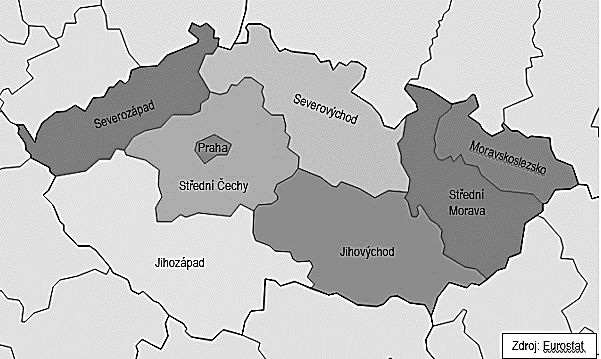 Severozápad
Severovýchod
Praha
Střední Čechy
Moravskoslezsko
Střední
Morava
Jihozápad
Jihovýchod
Zdroj: Eurostat